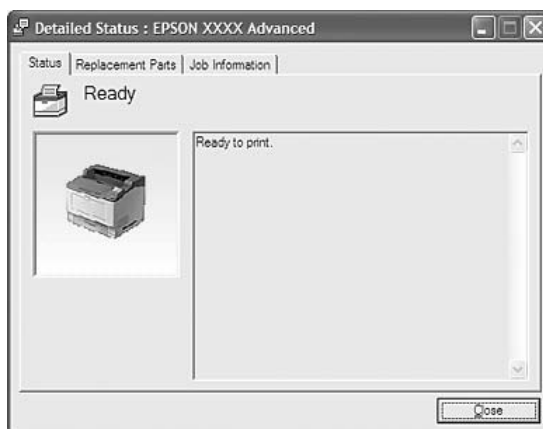 Detailed Status : EPSON XXXX Advanced
Status Replacement Parts Job Information
Ready
Ready to print.
Close